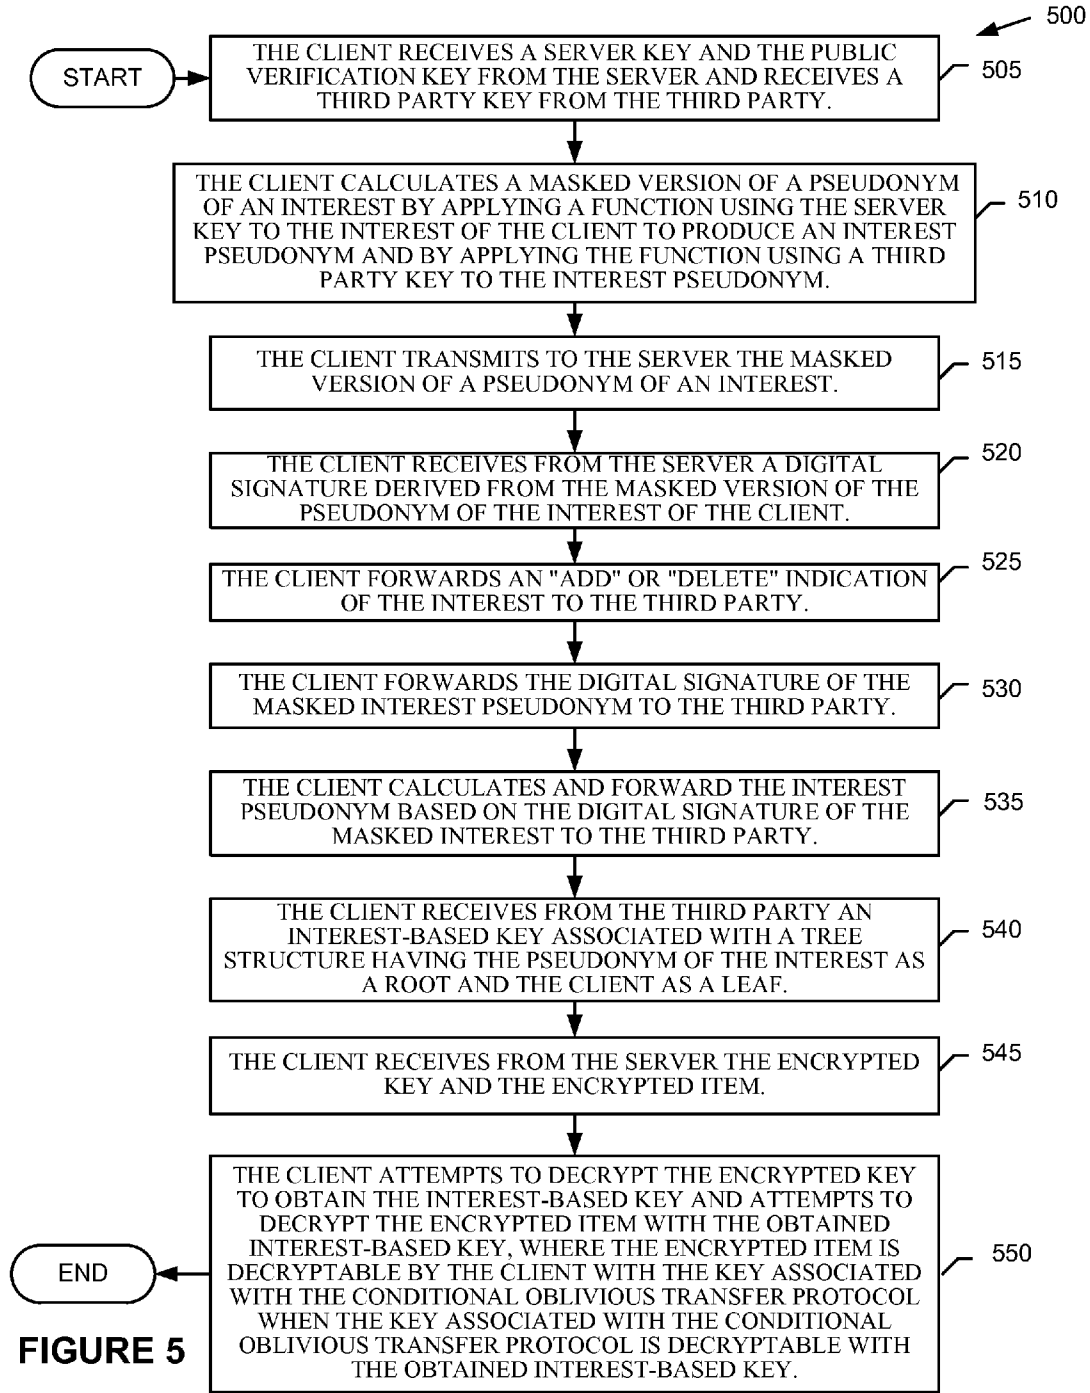 500
START
THE CLIENT RECEIVES A SERVER KEY AND THE PUBLIC
VERIFICATION KEY FROM THE SERVER AND RECEIVES A
THIRD PARTY KEY FROM THE THIRD PARTY.
505
THE CLIENT CALCULATES A MASKED VERSION OF A PSEUDONYM
OF AN INTEREST BY APPLYING A FUNCTION USING THE SERVER
KEY TO THE INTEREST OF THE CLIENT TO PRODUCE AN INTEREST
PSEUDONYM AND BY APPLYING THE FUNCTION USING A THIRD
PARTY KEY TO THE INTEREST PSEUDONYM.
510
THE CLIENT TRANSMITS TO THE SERVER THE MASKED
VERSION OF A PSEUDONYM OF AN INTEREST.
515
THE CLIENT RECEIVES FROM THE SERVER A DIGITAL
SIGNATURE DERIVED FROM THE MASKED VERSION OF THE
PSEUDONYM OF THE INTEREST OF THE CLIENT.
520
THE CLIENT FORWARDS AN "ADD" OR "DELETE" INDICATION
OF THE INTEREST TO THE THIRD PARTY.
525
THE CLIENT FORWARDS THE DIGITAL SIGNATURE OF THE
MASKED INTEREST PSEUDONYM TO THE THIRD PARTY.
530
THE CLIENT CALCULATES AND FORWARD THE INTEREST
PSEUDONYM BASED ON THE DIGITAL SIGNATURE OF THE
MASKED INTEREST TO THE THIRD PARTY.
535
THE CLIENT RECEIVES FROM THE THIRD PARTY AN
INTEREST-BASED KEY ASSOCIATED WITH A TREE
STRUCTURE HAVING THE PSEUDONYM OF THE INTEREST AS
A ROOT AND THE CLIENT AS A LEAF.
540
THE CLIENT RECEIVES FROM THE SERVER THE ENCRYPTED
KEY AND THE ENCRYPTED ITEM.
545
THE CLIENT ATTEMPTS TO DECRYPT THE ENCRYPTED KEY
TO OBTAIN THE INTEREST-BASED KEY AND ATTEMPTS TO
DECRYPT THE ENCRYPTED ITEM WITH THE OBTAINED
INTEREST-BASED KEY, WHERE THE ENCRYPTED ITEM IS
DECRYPTABLE BY THE CLIENT WITH THE KEY ASSOCIATED
WITH THE CONDITIONAL OBLIVIOUS TRANSFER PROTOCOL
WHEN THE KEY ASSOCIATED WITH THE CONDITIONAL
OBLIVIOUS TRANSFER PROTOCOL IS DECRYPTABLE WITH
THE OBTAINED INTEREST-BASED KEY.
550
END
FIGURE 5